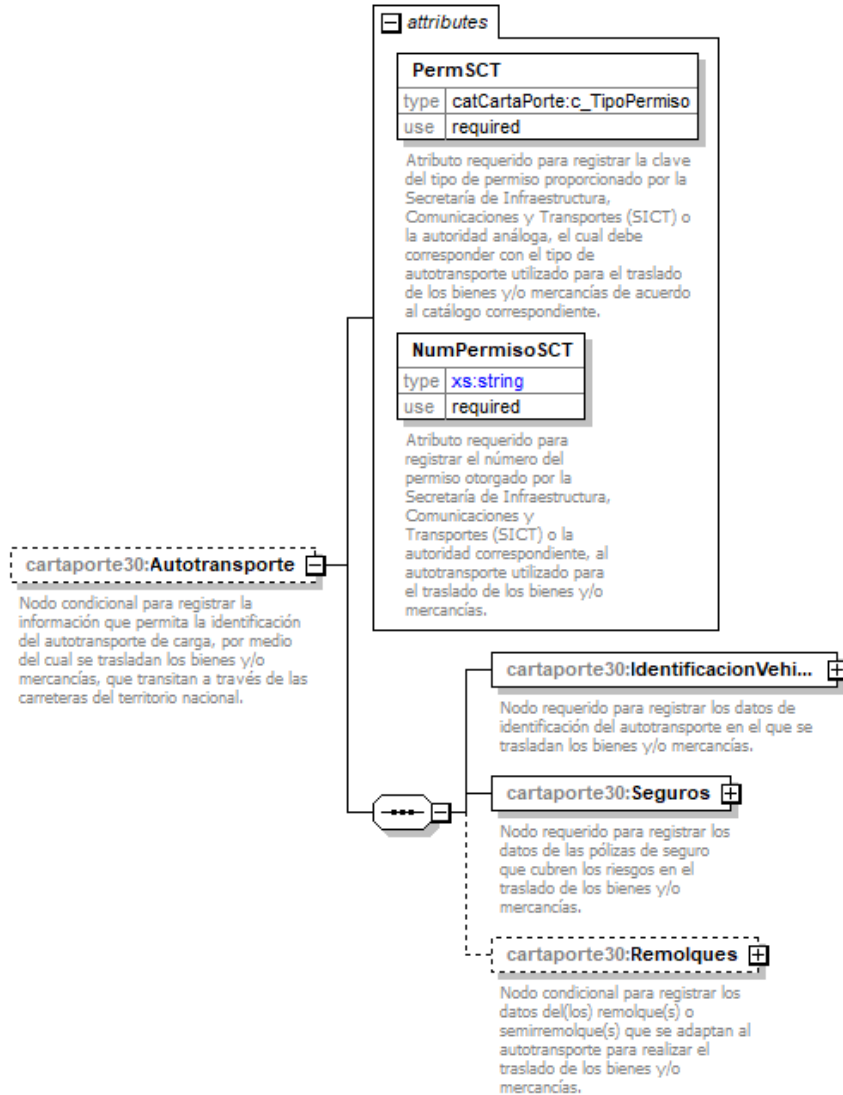 attributes
PermSCT
type catCartaPorte:c_TipoPermiso
use required
Atributo requerido para registrar la clave
del tipo de permiso proporcionado por la
Secretaría de Infraestructura,
Comunicaciones y Transportes (SICT) o
la autoridad análoga, el cual debe
corresponder con el tipo de
autotransporte utilizado para el traslado
de los bienes y/o mercancías de acuerdo
al catálogo correspondiente.
NumPermisoSCT
type xs:string
use required
Atributo requerido para
registrar el número del
permiso otorgado por la
Secretaría de Infraestructura,
Comunicaciones y
Transportes (SICT) o la
autoridad correspondiente, al
autotransporte utilizado para
el traslado de los bienes y/o
mercancías.
cartaporte30:Autotransporte
Nodo condicional para registrar la
información que permita la identificación
del autotransporte de carga, por medio
del cual se trasladan los bienes y/o
mercancías, que transitan a través de las
carreteras del territorio nacional.
cartaporte30:IdentificacionVehi...
Nodo requerido para registrar los datos de
identificación del autotransporte en el que se
trasladan los bienes y/o mercancías.
cartaporte30:Seguros
Nodo requerido para registrar los
datos de las pólizas de seguro
que cubren los riesgos en el
traslado de los bienes y/o
mercancías.
cartaporte30:Remolques
Nodo condicional para registrar los
datos del(los) remolque(s) o
semirremolque(s) que se adaptan al
autotransporte para realizar el
traslado de los bienes y/o
mercancías.